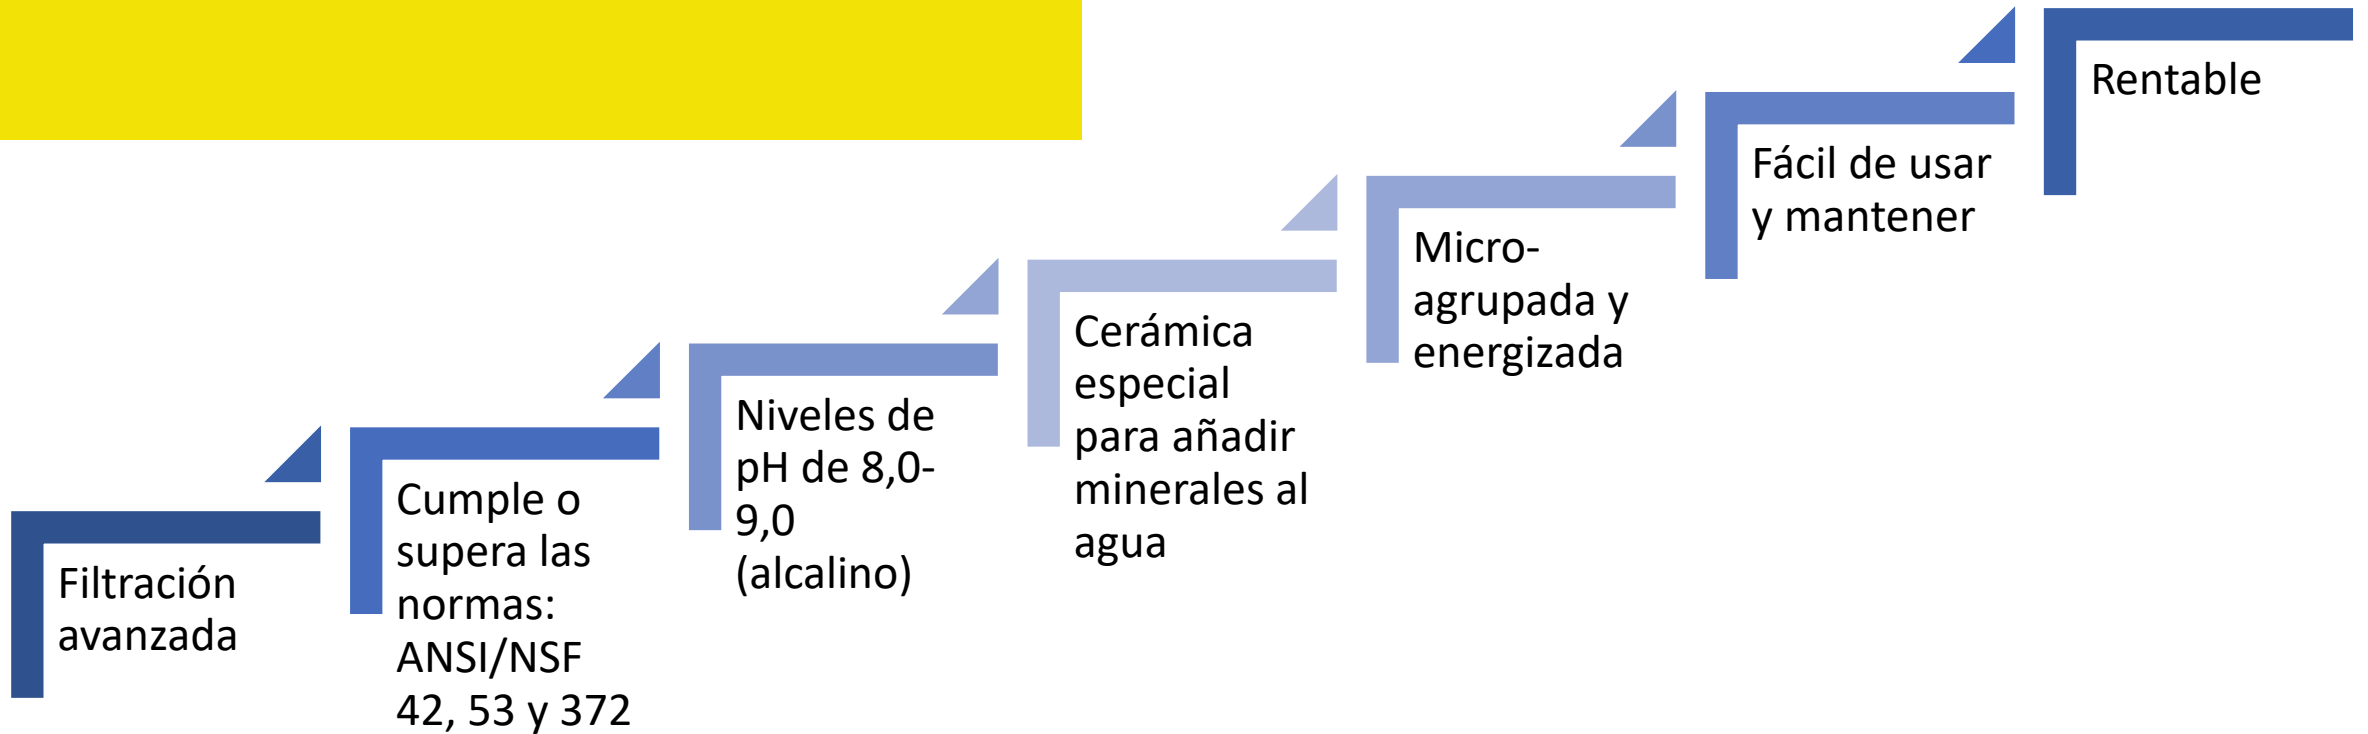 Filtración
avanzada
Cumple o
supera las
normas:
ANSI/NSF
42, 53 y 372
Niveles de
pH de 8,0-
9,0
(alcalino)
Cerámica
especial
para añadir
minerales al
agua
Micro-
agrupada y
energizada
Fácil de usar
y mantener
Rentable